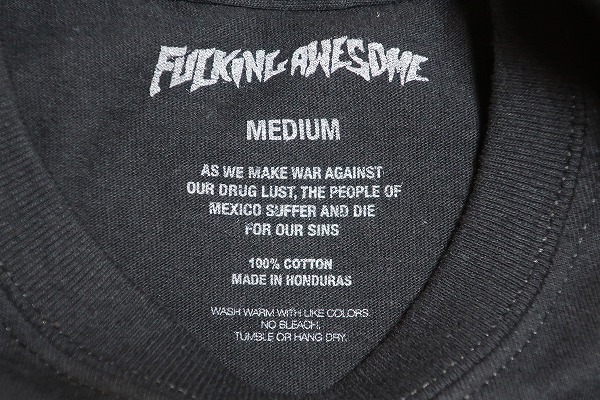 FUCKING AWESOME
MEDIUM
AS WE MAKE WAR AGAINST
OUR DRUG LUST, THE PEOPLE OF
MEXICO SUFFER AND DIE
FOR OUR SINS
100% COTTON
MADE IN HONDURAS
WASH WARM WITH LIKE COLORS.
NO BLEACH.
TUMBLE OR HANG DRY.